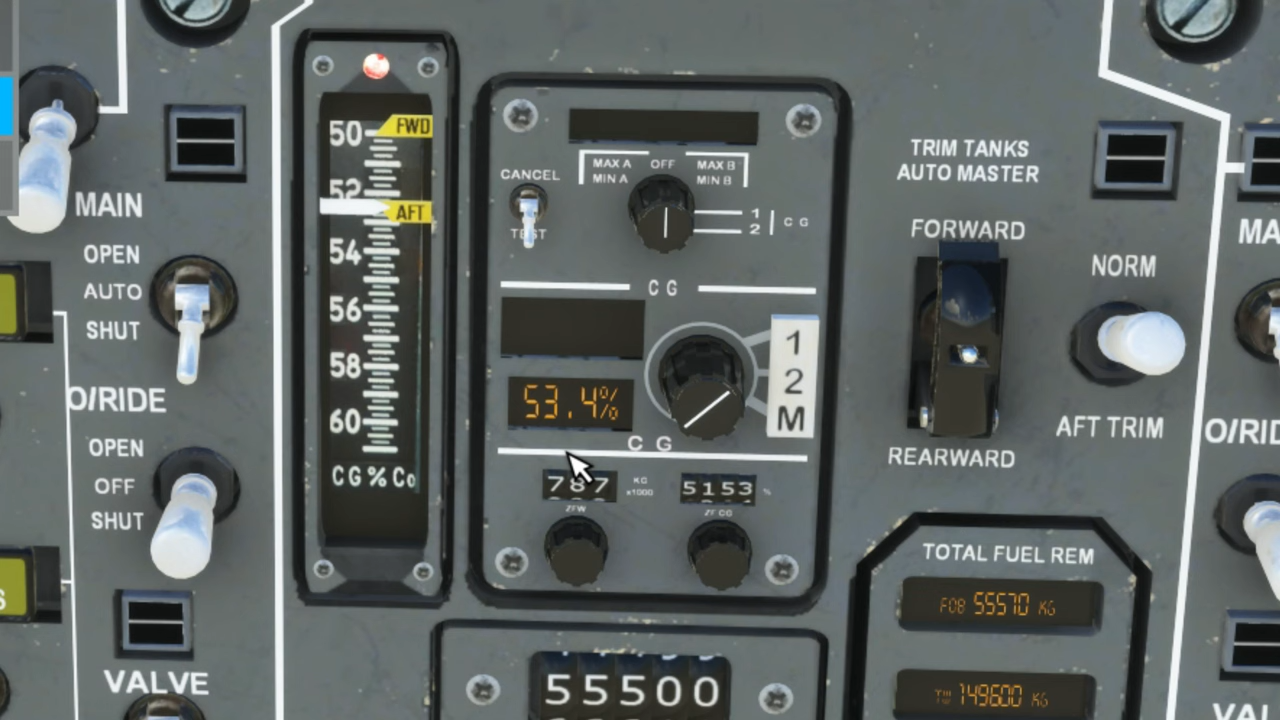 MAIN
OPEN
AUTO
SHUT
O/RIDE
OPEN
OFF
SHUT
VALVE
S
50
FWD
52
AFT
54
56
58
60
CG % Co
CANCEL
TEST
MAX A
MIN A
OFF
MAX B
MIN B
1
2
C G
C G
53.4%
1
2
M
C G
787
KG
x1000
5153
%
ZFW
ZFCG
55500
TRIM TANKS
AUTO MASTER
FORWARD
REARWARD
NORM
AFT TRIM
TOTAL FUEL REM
FOB 55570 KG
TW 149600 KG
MA
O/RID
VAL